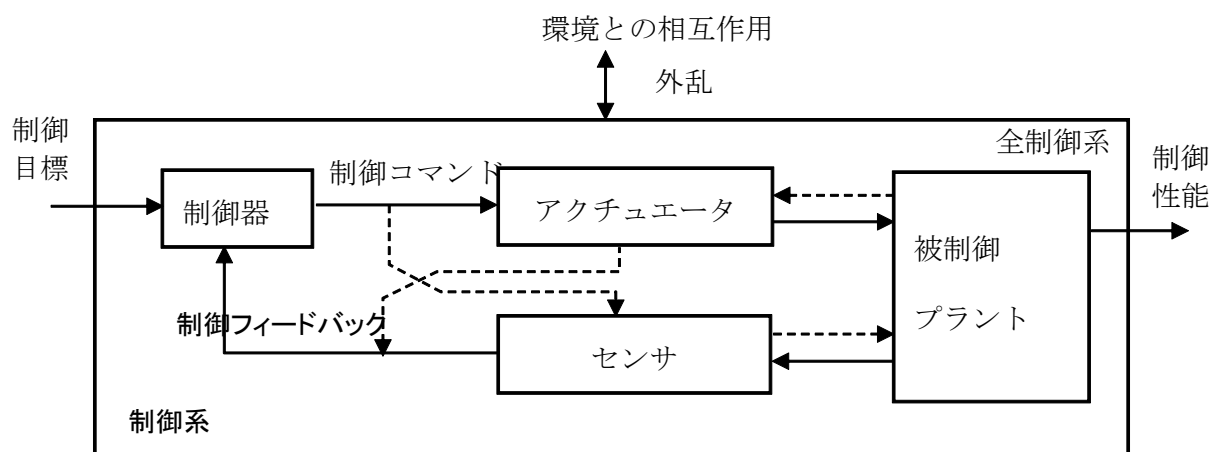 環境との相互作用
外乱
制御
目標
全制御系
制御
性能
制御コマンド
制御器
アクチュエータ
被制御
プラント
制御フィードバック
センサ
制御系